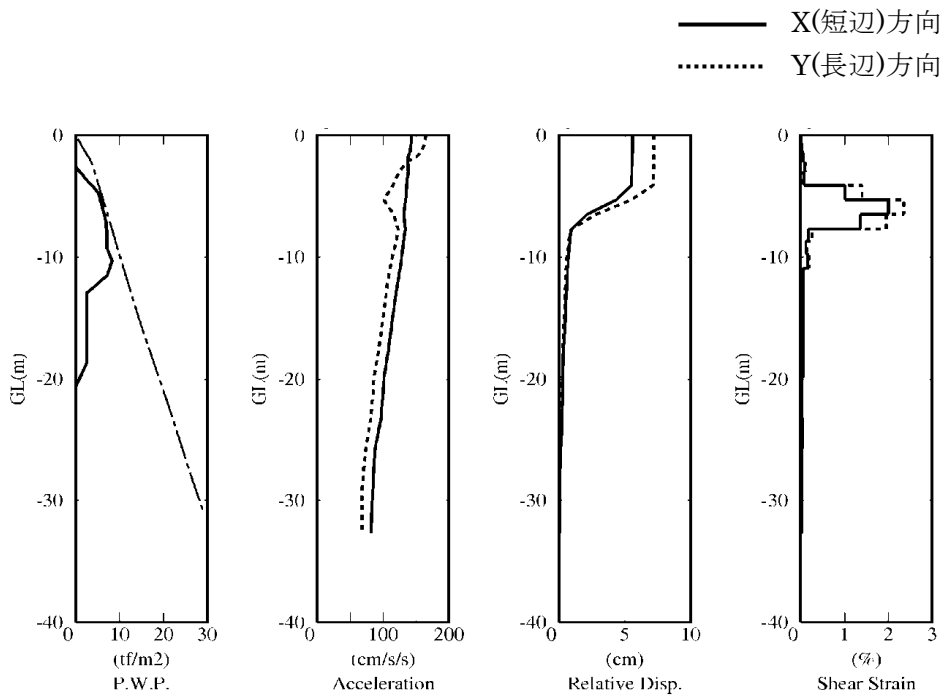 X(短辺)方向
Y(長辺)方向
0
-10
-20
-30
-40
GL(m)
0 10 20 30
(tf/m2)
P.W.P.
0
-10
-20
-30
-40
GL(m)
0 100 200
(cm/s/s)
Acceleration
0
-10
-20
-30
-40
GL(m)
0 5 10
(cm)
Relative Disp.
0
-10
-20
-30
-40
GL(m)
0 1 2 3
(%)
Shear Strain